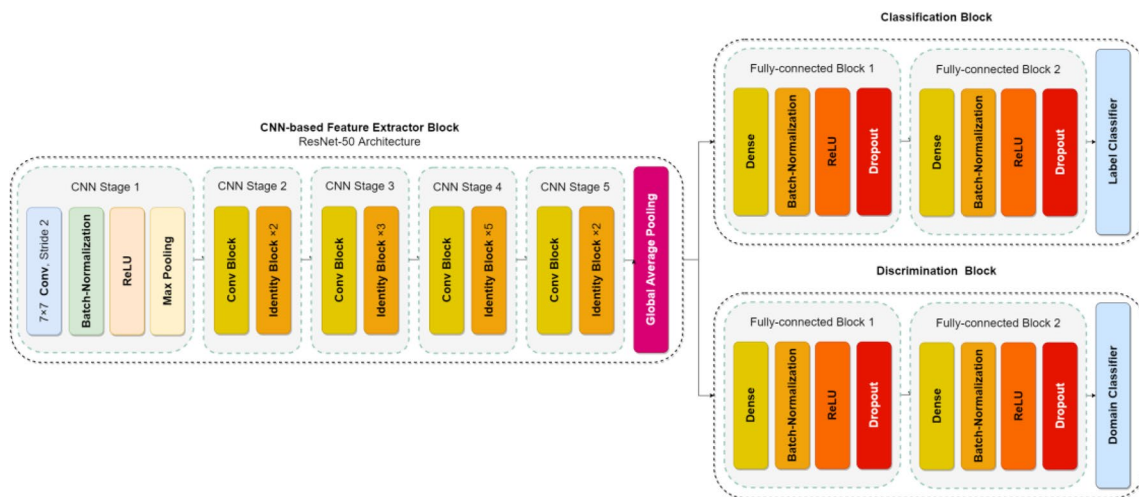 CNN-based Feature Extractor Block
ResNet-50 Architecture
CNN Stage 1
7×7 Conv, Stride 2
Batch-Normalization
ReLU
Max Pooling
CNN Stage 2
Conv Block
Identity Block ×2
CNN Stage 3
Conv Block
Identity Block ×3
CNN Stage 4
Conv Block
Identity Block ×5
CNN Stage 5
Conv Block
Identity Block ×2
Global Average Pooling
Classification Block
Fully-connected Block 1
Dense
Batch-Normalization
ReLU
Dropout
Fully-connected Block 2
Dense
Batch-Normalization
ReLU
Dropout
Label Classifier
Discrimination Block
Fully-connected Block 1
Dense
Batch-Normalization
ReLU
Dropout
Fully-connected Block 2
Dense
Batch-Normalization
ReLU
Dropout
Domain Classifier